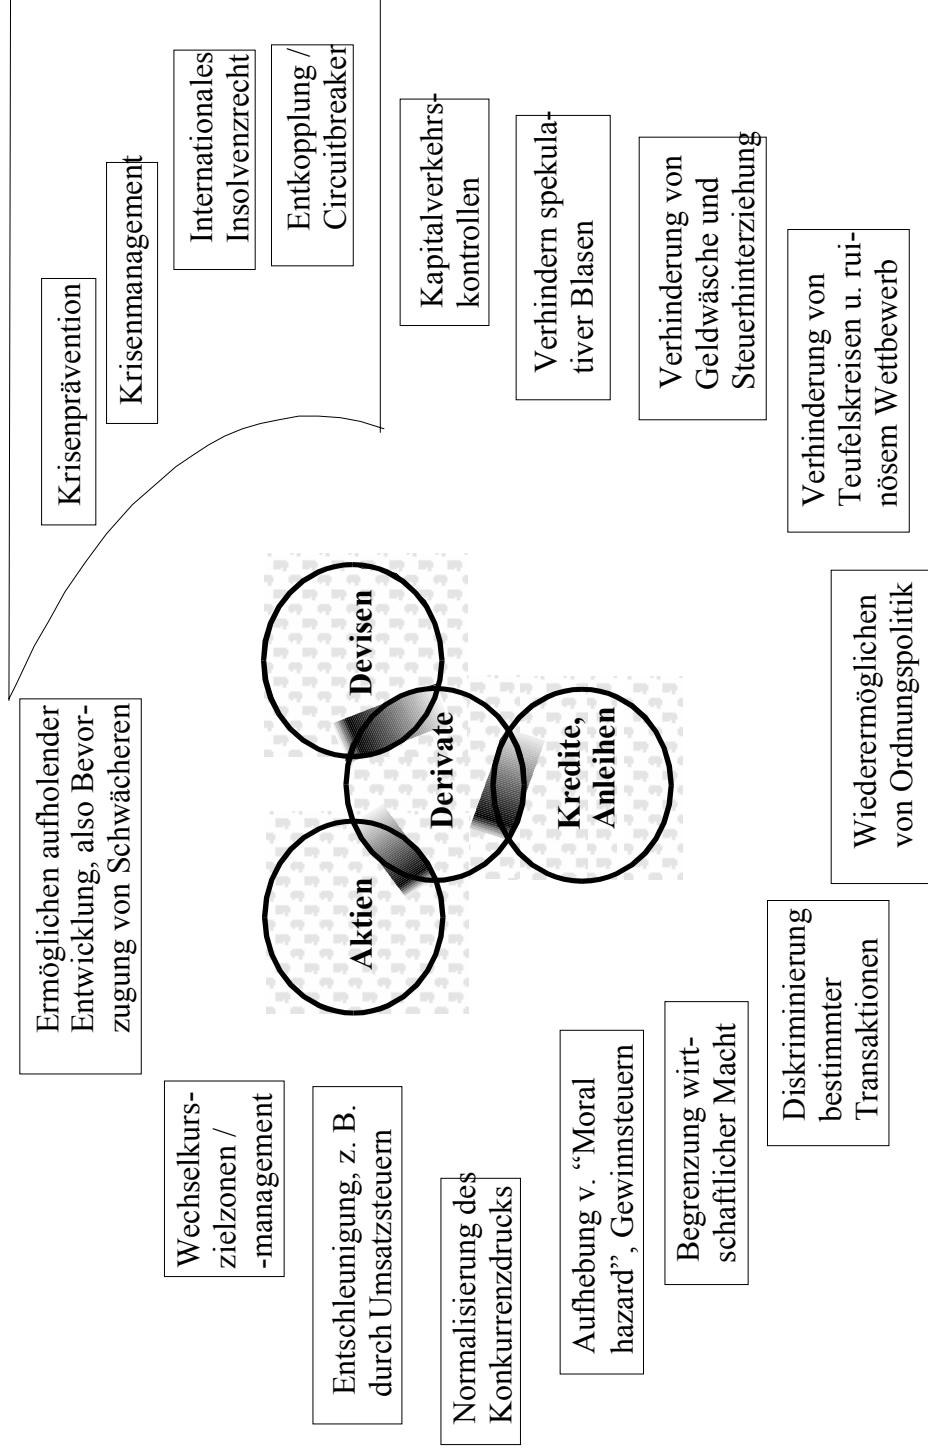 Ermöglichen aufholender
Entwicklung, also Bevor-
zugung von Schwächeren
Krisenprävention
Krisenmanagement
Internationales
Insolvenzrecht
Entkopplung /
Circuitbreaker
Kapitalverkehrs-
kontrollen
Verhindern spekula-
tiver Blasen
Verhinderung von
Geldwäsche und
Steuerhinterziehung
Verhinderung von
Teufelskreisen u. rui-
nösem Wettbewerb
Wiederermöglichen
von Ordnungspolitik
Diskriminierung
bestimmter
Transaktionen
Begrenzung wirt-
schaftlicher Macht
Aufhebung v. “Moral
hazard”, Gewinnsteuern
Normalisierung des
Konkurrenzdrucks
Entschleunigung, z. B.
durch Umsatzsteuern
Wechselkurs-
zielzonen /
-management
Aktien
Devisen
Derivate
Kredite,
Anleihen